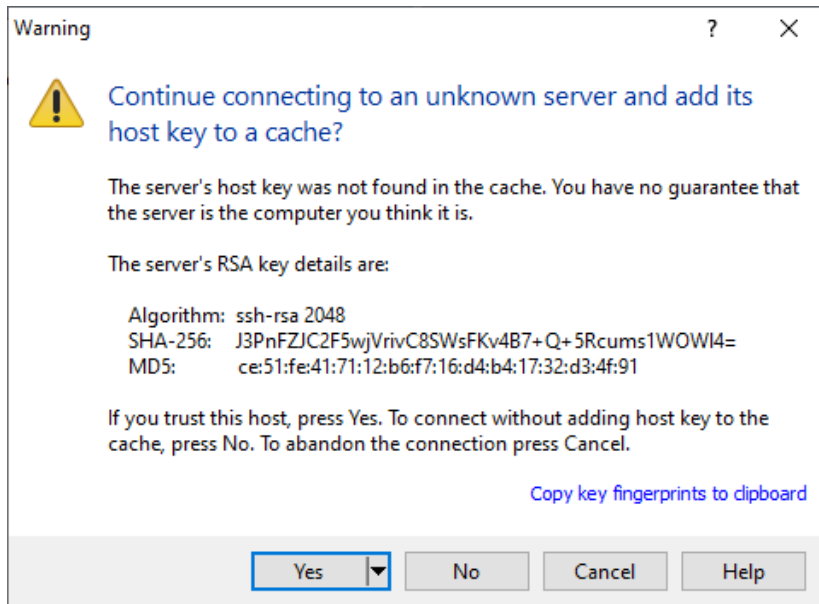 Warning
?
Continue connecting to an unknown server and add its
host key to a cache?
The server's host key was not found in the cache. You have no guarantee that
the server is the computer you think it is.
The server's RSA key details are:
Algorithm: ssh-rsa 2048
SHA-256: J3PnFZJC2F5wjVrivC8SWsFKv4B7+Q+5Rcums1WOWI4=
MD5: ce:51:fe:41:71:12:b6:f7:16:d4:b4:17:32:d3:4f:91
If you trust this host, press Yes. To connect without adding host key to the
cache, press No. To abandon the connection press Cancel.
Copy key fingerprints to clipboard
Yes No Cancel Help